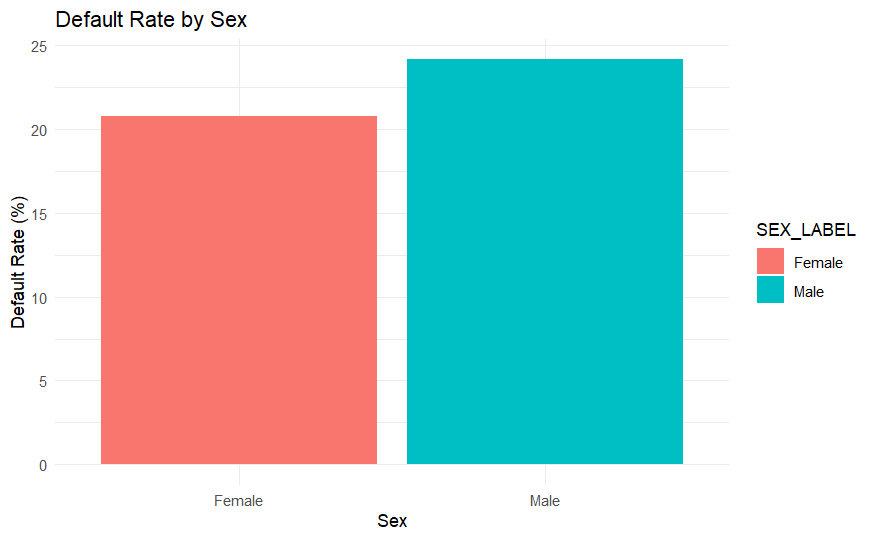 Default Rate by Sex
Default Rate (%)
25
20
15
10
5
0
Female
Male
Sex
SEX_LABEL
Female
Male